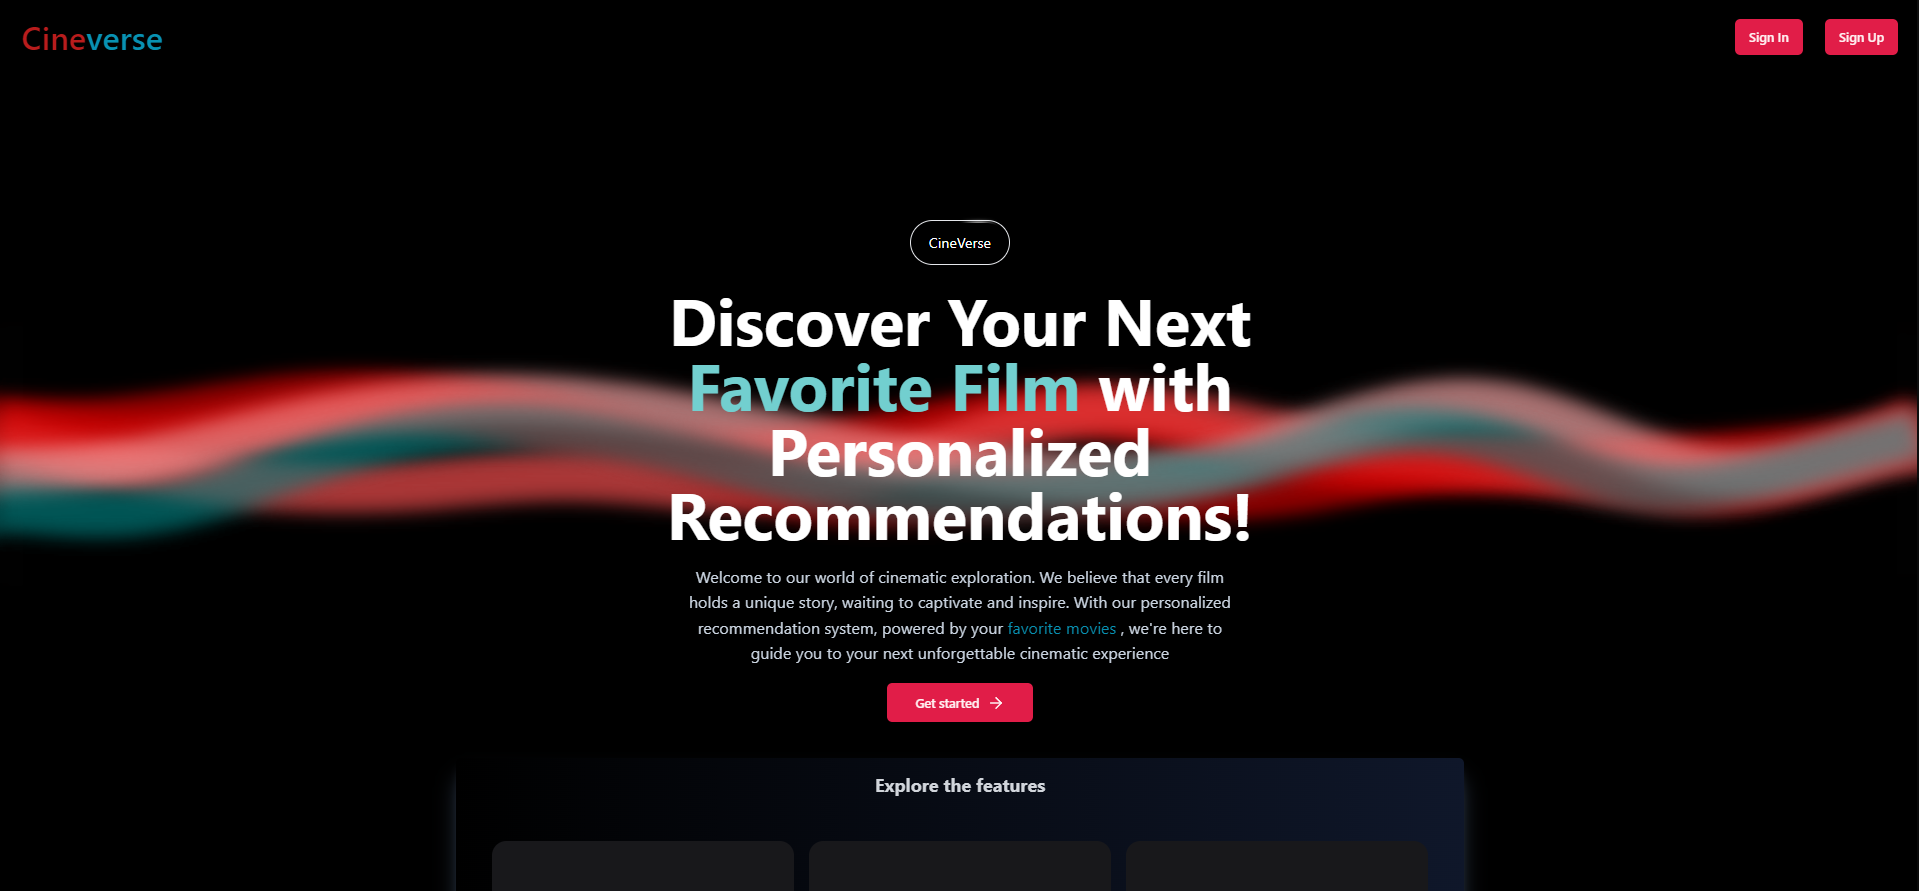 Cineverse
Sign In
Sign Up
CineVerse
Discover Your Next
Favorite Film with
Personalized
Recommendations!
Welcome to our world of cinematic exploration. We believe that every film
holds a unique story, waiting to captivate and inspire. With our personalized
recommendation system, powered by your favorite movies , we're here to
guide you to your next unforgettable cinematic experience
Get started
Explore the features